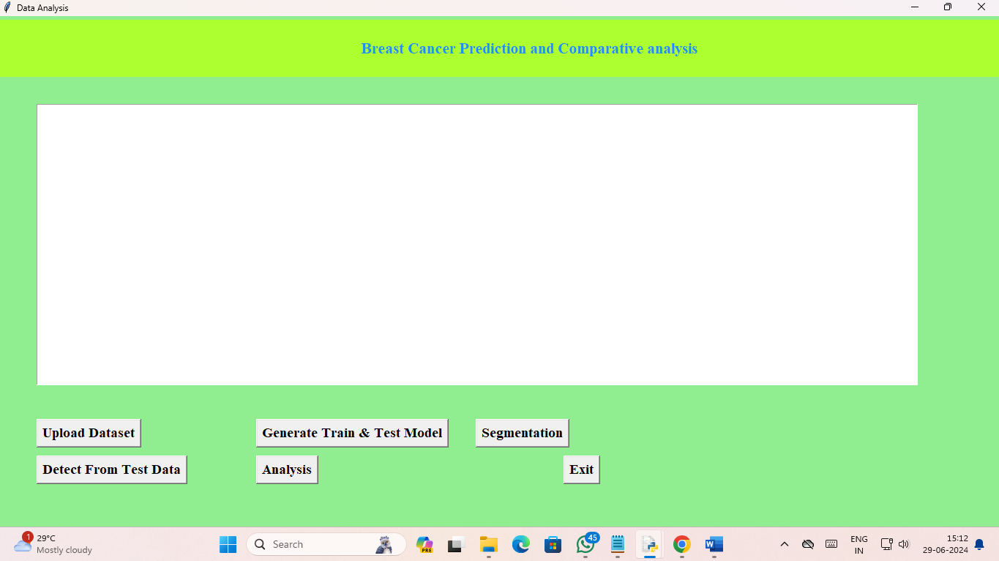 Data Analysis
Breast Cancer Prediction and Comparative analysis
Upload Dataset
Generate Train & Test Model
Segmentation
Detect From Test Data
Analysis
Exit
1
29°C
Mostly cloudy
Search
PRE
45
W
ENG
IN
15:12
29-06-2024